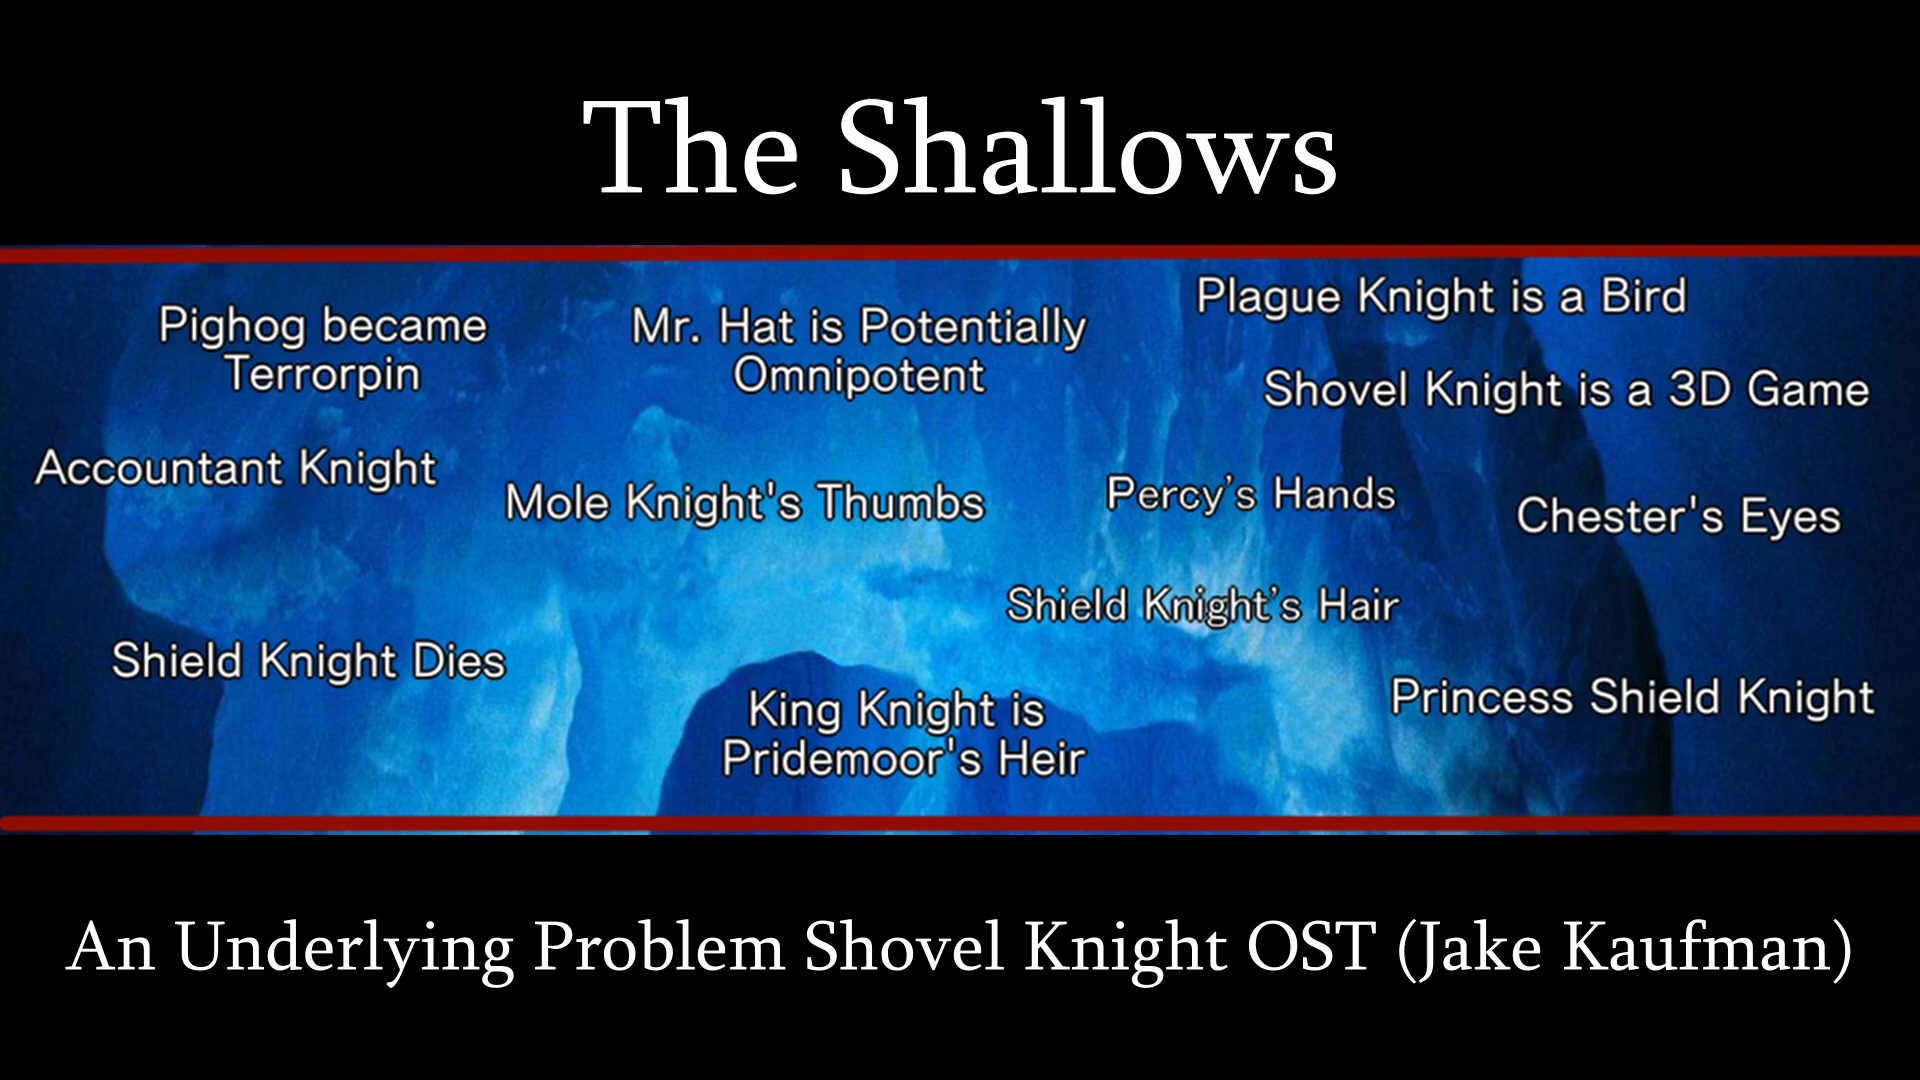 The Shallows
Pighog became
Terrorpin
Mr. Hat is Potentially
Omnipotent
Plague Knight is a Bird
Shovel Knight is a 3D Game
Accountant Knight
Mole Knight's Thumbs
Percy’s Hands
Chester's Eyes
Shield Knight’s Hair
Shield Knight Dies
King Knight is
Pridemoor's Heir
Princess Shield Knight
An Underlying Problem Shovel Knight OST (Jake Kaufman)